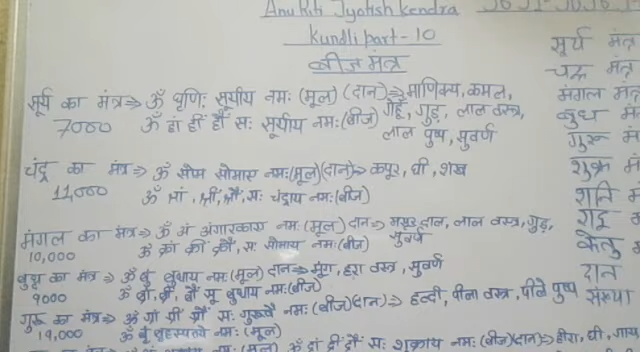 Anukiti Jyotish Kendra
Kundli part-10
बीज मंत्र
सूर्य का मंत्र⇒ ॐ घृणि: सूर्याय नमः (मूल) (दान)⇒ माणिक्य, कमल,
7000 ॐ ह्रां ह्रीं ह्रौं सः सूर्याय नमः (बीज) गेहूँ, गुड़, लाल वस्त्र,
लाल पुष्प, सुवर्ण
चंद्र का मंत्र⇒ ॐ सोम सोमाय नमः(मूल)(दान)⇒ कपूर, घी, शंख
11,000 ॐ श्रां, श्रीं, श्रौं, सः चंद्राय नमः (बीज)
मंगल का मंत्र⇒ ॐ अं अंगारकाय नमः (मूल) दान⇒ मसूर दाल, लाल वस्त्र, गुड़,
सुवर्ण
10,000 ॐ क्रां क्रीं क्रौं, सः भोमाय नमः(बीज)
बुध का मंत्र⇒ ॐ बुं बुधाय नमः(मूल) दान⇒ मूंग, हरा वस्त्र, सुवर्ण
9000 ॐ ब्रां, ब्रीं, ब्रौं सः बुधाय नमः(बीज)
गुरु का मंत्र⇒ ॐ ग्रां ग्रीं ग्रौं सः गुरुवे नमः (बीज)दान⇒ हल्दी, पीला वस्त्र, पीले पुष्प
19,000 ॐ बृं बृहस्पतये नमः (मूल)
(मूल) ॐ द्रां द्रीं द्रौं सः शुक्राय नमः (बीज)दान⇒ हीरा, घी, गाय
सूर्य मंत्र
चंद्र मंत्र
मंगल मंत्र
बुध मं
गुरु मं
शुक्र मं
शनि
राहु
केतु
दान
संख्या